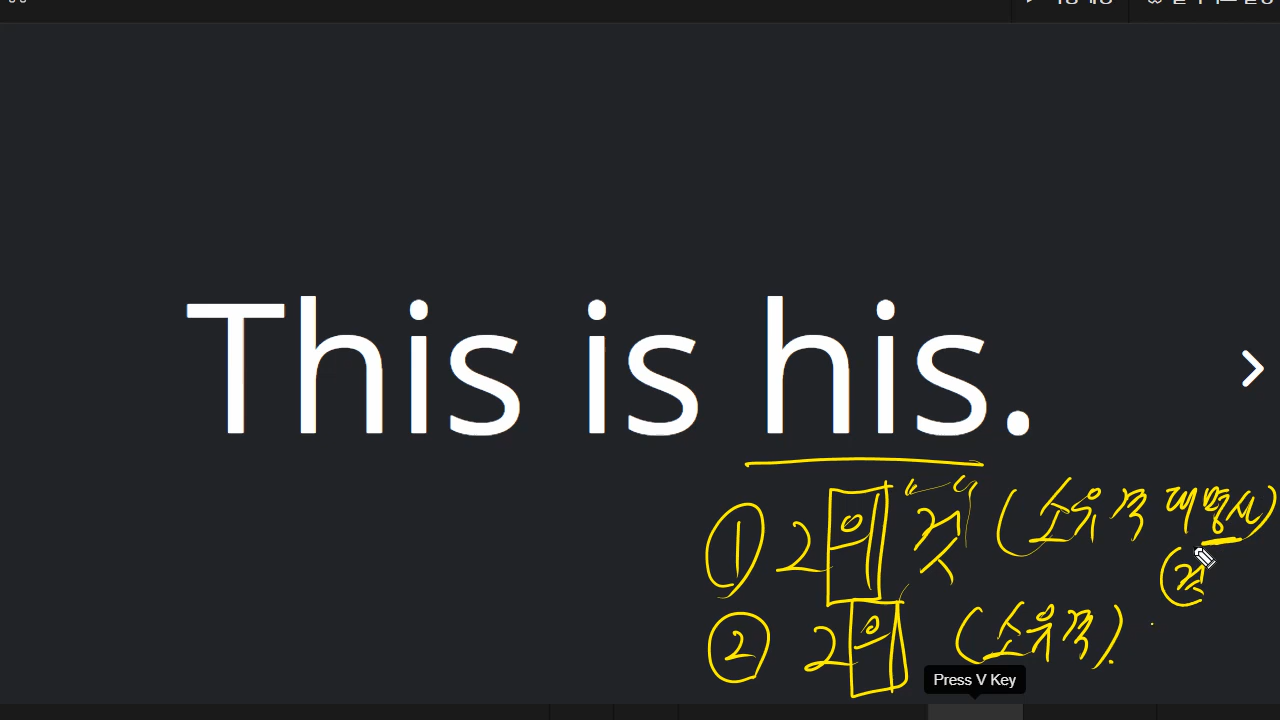 This is his.
① 그의 "것" (소유격 대명사)
(것)
② 그의 (소유격).
Press V Key